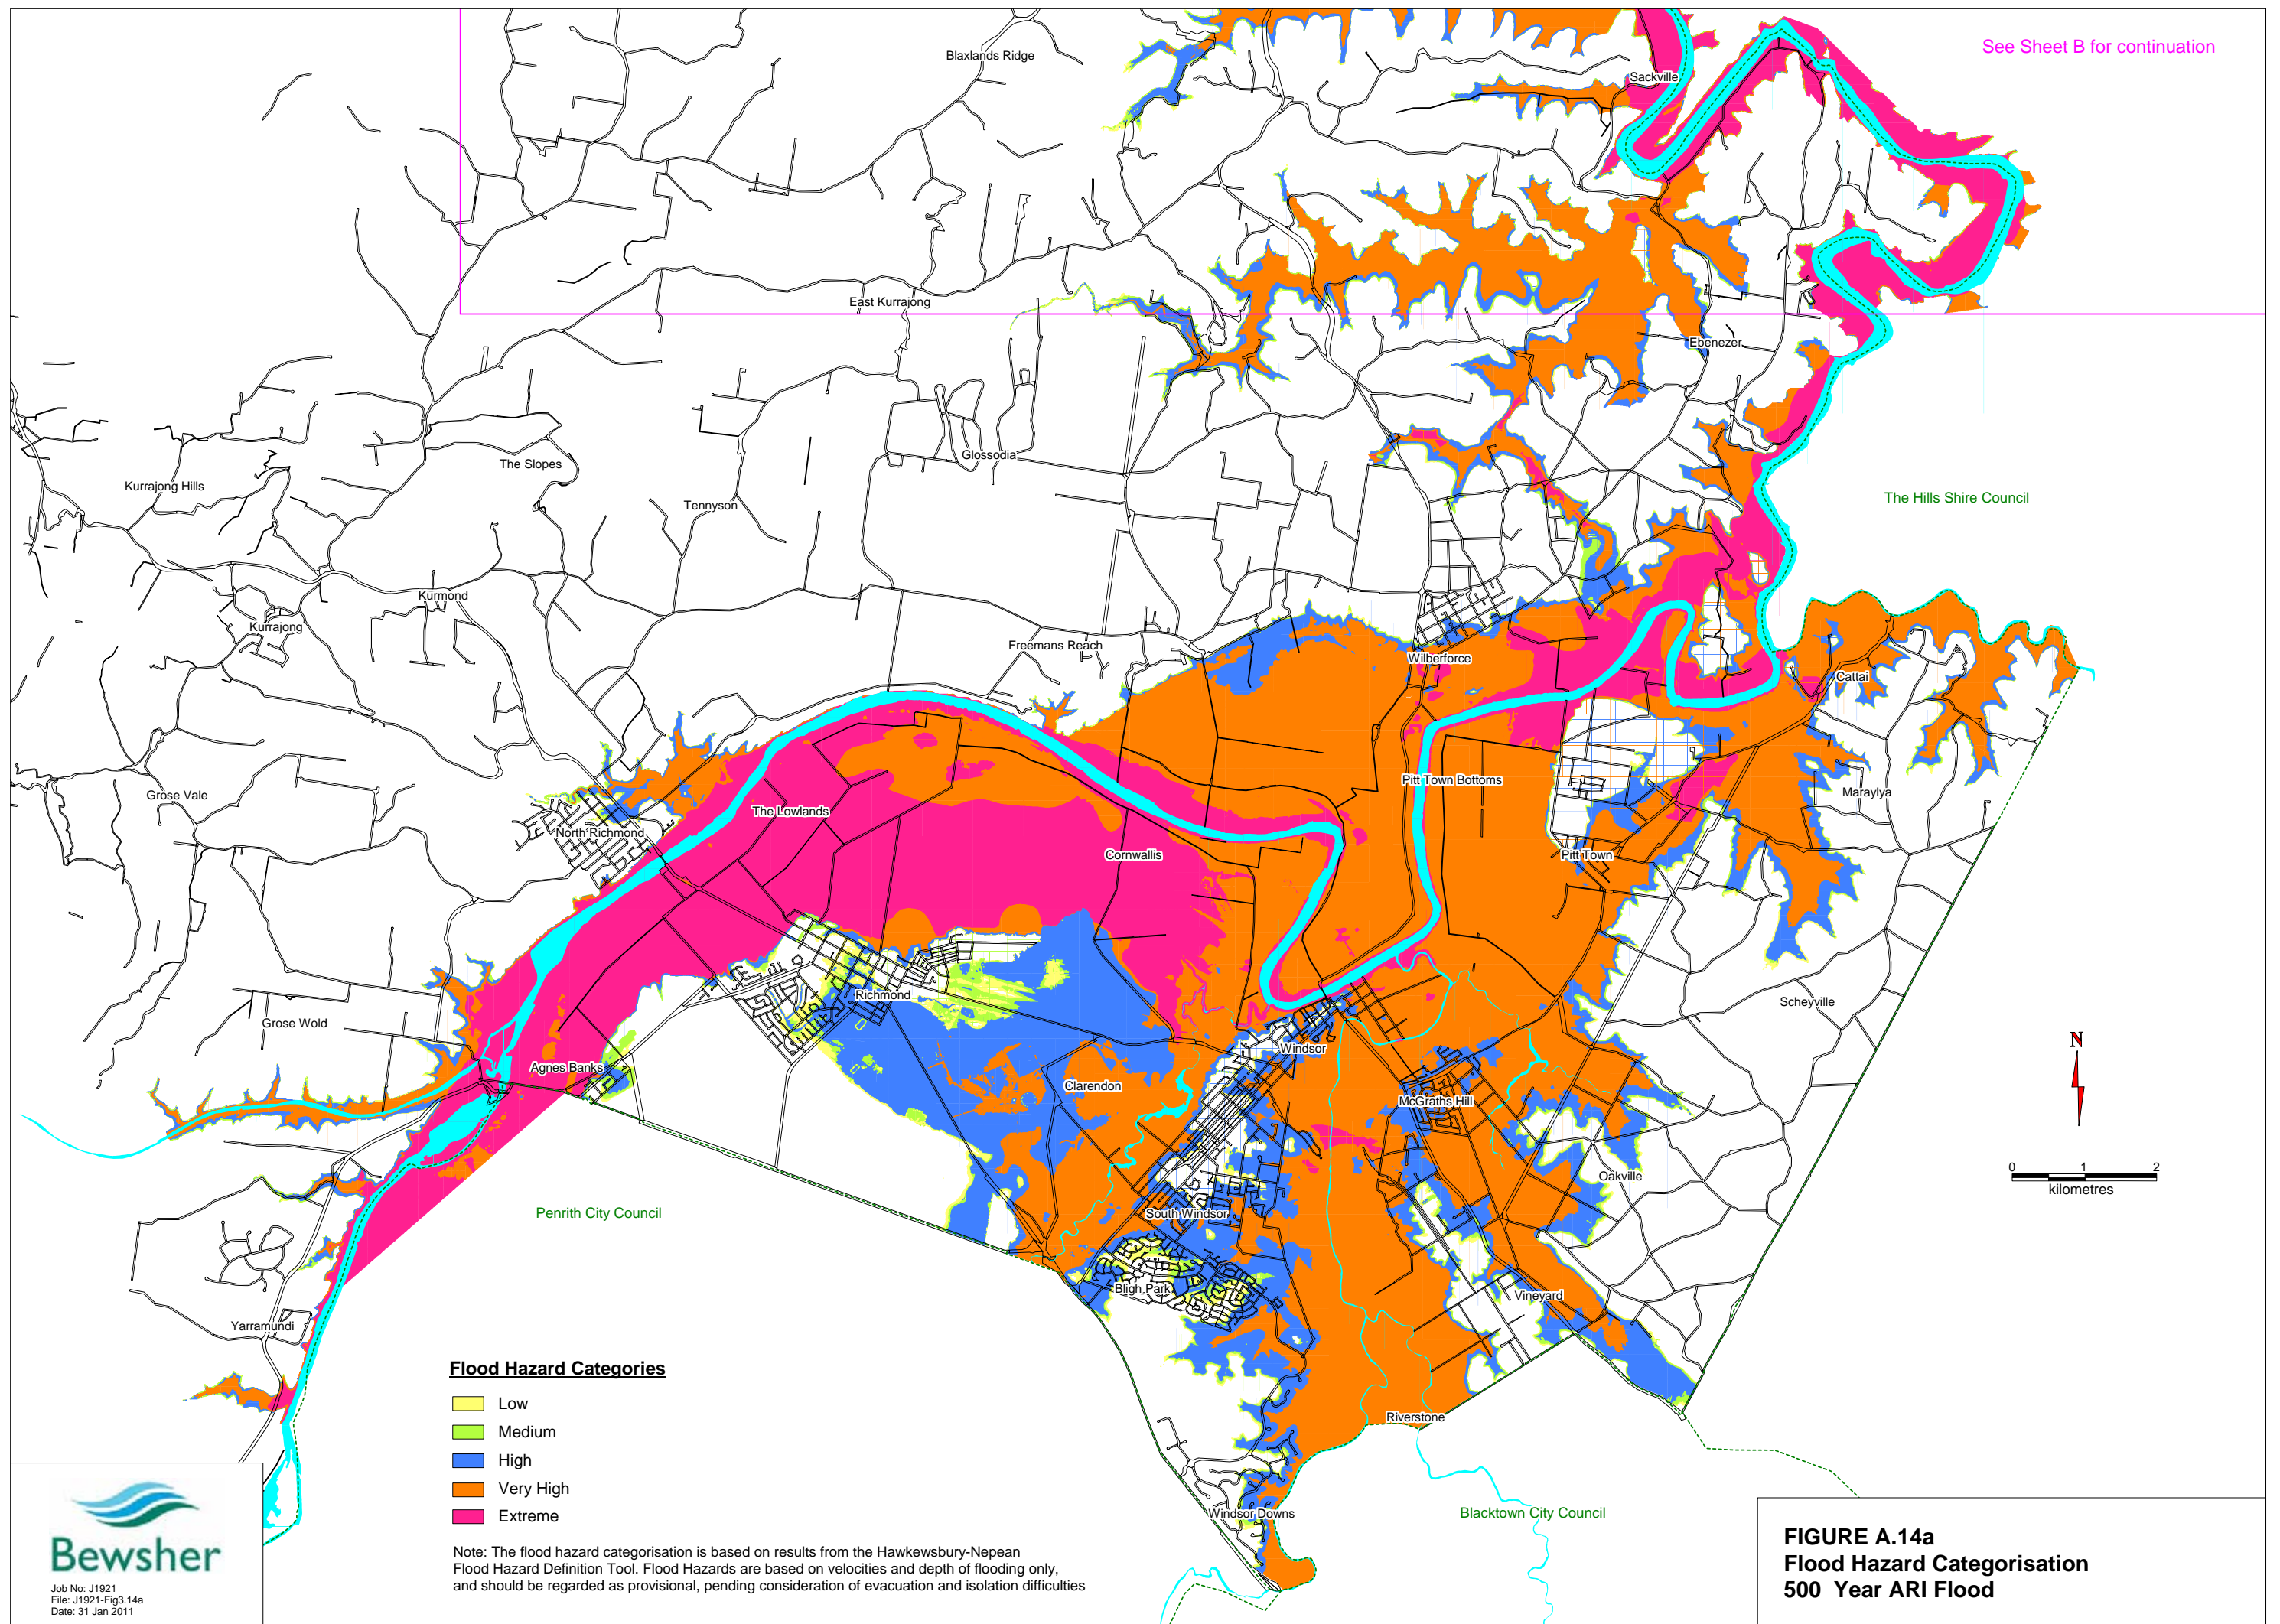 See Sheet B for continuation
Blaxlands Ridge
Sackville
East Kurrajong
Ebenezer
The Slopes
Glossodia
Kurrajong Hills
Tennyson
The Hills Shire Council
Kurmond
Kurrajong
Freemans Reach
Wilberforce
Cattai
Grose Vale
The Lowlands
Pitt Town Bottoms
Maraylya
North Richmond
Cornwallis
Pitt Town
Richmond
Scheyville
Grose Wold
Windsor
N
Agnes Banks
Clarendon
McGraths Hill
Oakville
0 1 2
kilometres
Penrith City Council
South Windsor
Bligh Park
Vineyard
Yarramundi
Flood Hazard Categories
Low
Medium
High
Very High
Extreme
Riverstone
Windsor Downs
Blacktown City Council
Note: The flood hazard categorisation is based on results from the Hawkewsbury-Nepean
Flood Hazard Definition Tool. Flood Hazards are based on velocities and depth of flooding only,
and should be regarded as provisional, pending consideration of evacuation and isolation difficulties
Bewsher
Job No: J1921
File: J1921-Fig3.14a
Date: 31 Jan 2011
FIGURE A.14a
Flood Hazard Categorisation
500 Year ARI Flood